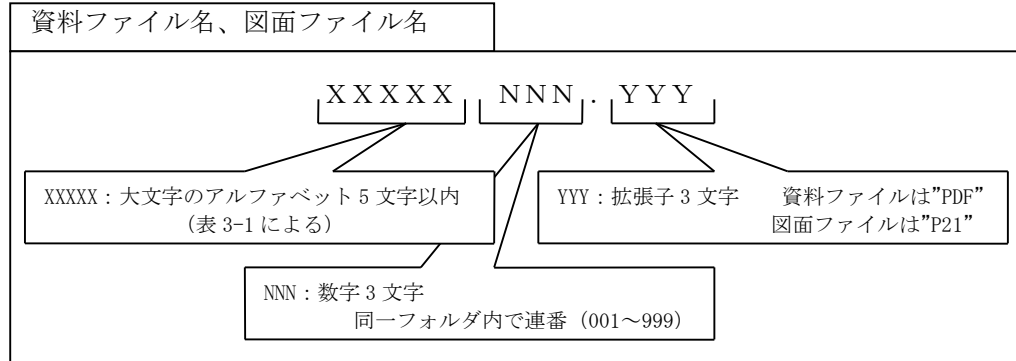 資料ファイル名、図面ファイル名
ＸＸＸＸＸ ＮＮＮ．ＹＹＹ
XXXXX：大文字のアルファベット 5 文字以内
（表 3-1 による）
YYY：拡張子 3 文字　　資料ファイルは”PDF”
図面ファイルは”P21”
NNN：数字 3 文字
同一フォルダ内で連番（001～999）